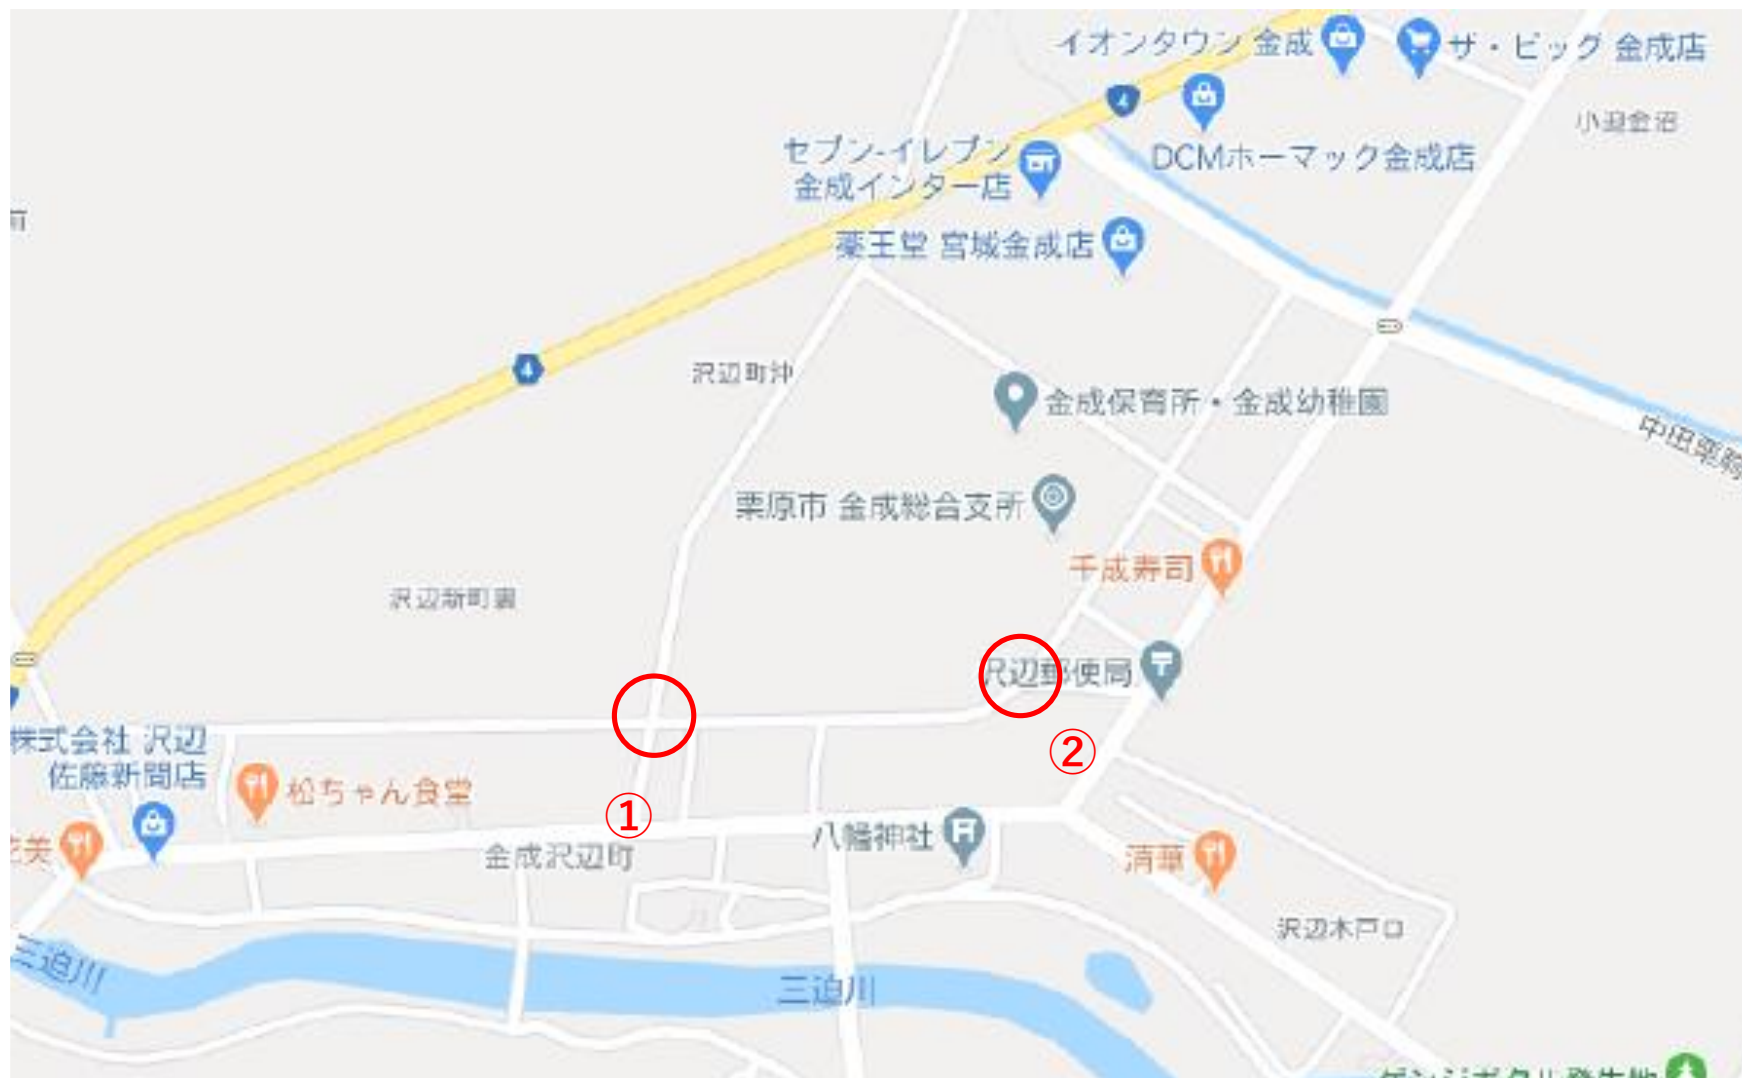 イオンタウン 金成
ザ・ビッグ 金成店
4
小迫金沼
セブン-イレブン
金成インター店
DCMホーマック金成店
薬王堂 宮城金成店
4
沢辺町沖
金成保育所・金成幼稚園
中田栗駒
栗原市 金成総合支所
千成寿司
沢辺新町裏
沢辺郵便局
株式会社 沢辺
佐藤新聞店
②
松ちゃん食堂
①
八幡神社
美
金成沢辺町
清華
沢辺木戸口
三迫川
三迫川